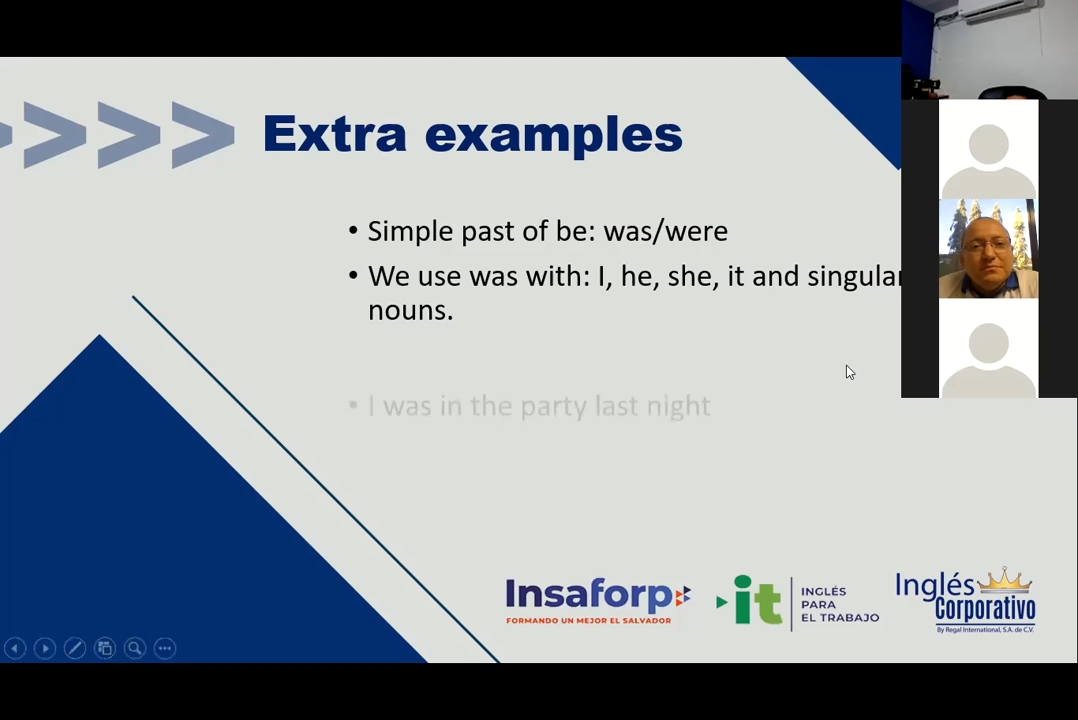 Extra examples
• Simple past of be: was/were
• We use was with: I, he, she, it and singular
nouns.
• I was in the party last night
Insaforp
FORMANDO UN MEJOR EL SALVADOR
it
INGLÉS
PARA
EL TRABAJO
Inglés
Corporativo
By Regal International, S.A. de C.V.